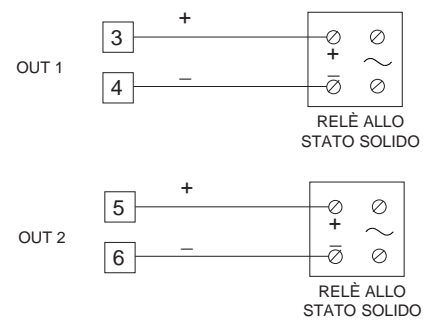 +
3
+
OUT 1
4
–
–
RELÈ ALLO
STATO SOLIDO
+
5
+
OUT 2
6
–
–
RELÈ ALLO
STATO SOLIDO